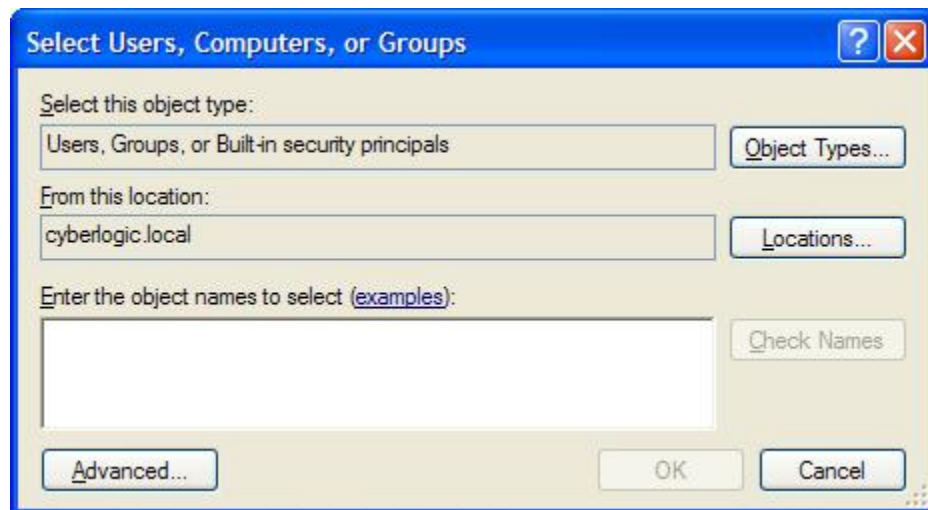 Select Users, Computers, or Groups
Select this object type:
Users, Groups, or Built-in security principals
Object Types...
From this location:
cyberlogic.local
Locations...
Enter the object names to select (examples):
Check Names
Advanced...
OK
Cancel